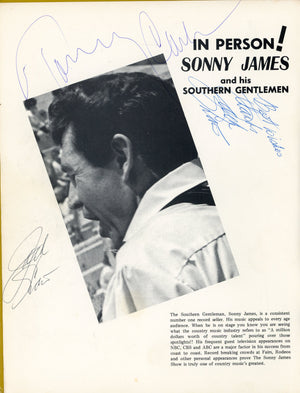 IN PERSON!
SONNY JAMES
and his
SOUTHERN GENTLEMEN
Best wishes
The Southern Gentleman, Sonny James, is a consistent
number one record seller. His music appeals to every age
audience. When he is on stage you know you are seeing
what the country music industry refers to as "A million
dollars worth of country talent" pouring over those
spotlights!! His frequent guest television appearances on
NBC, CBS and ABC are a major factor in his success from
coast to coast. Record breaking crowds at Fairs, Rodeos
and other personal appearances prove The Sonny James
Show is truly one of country music's greatest.